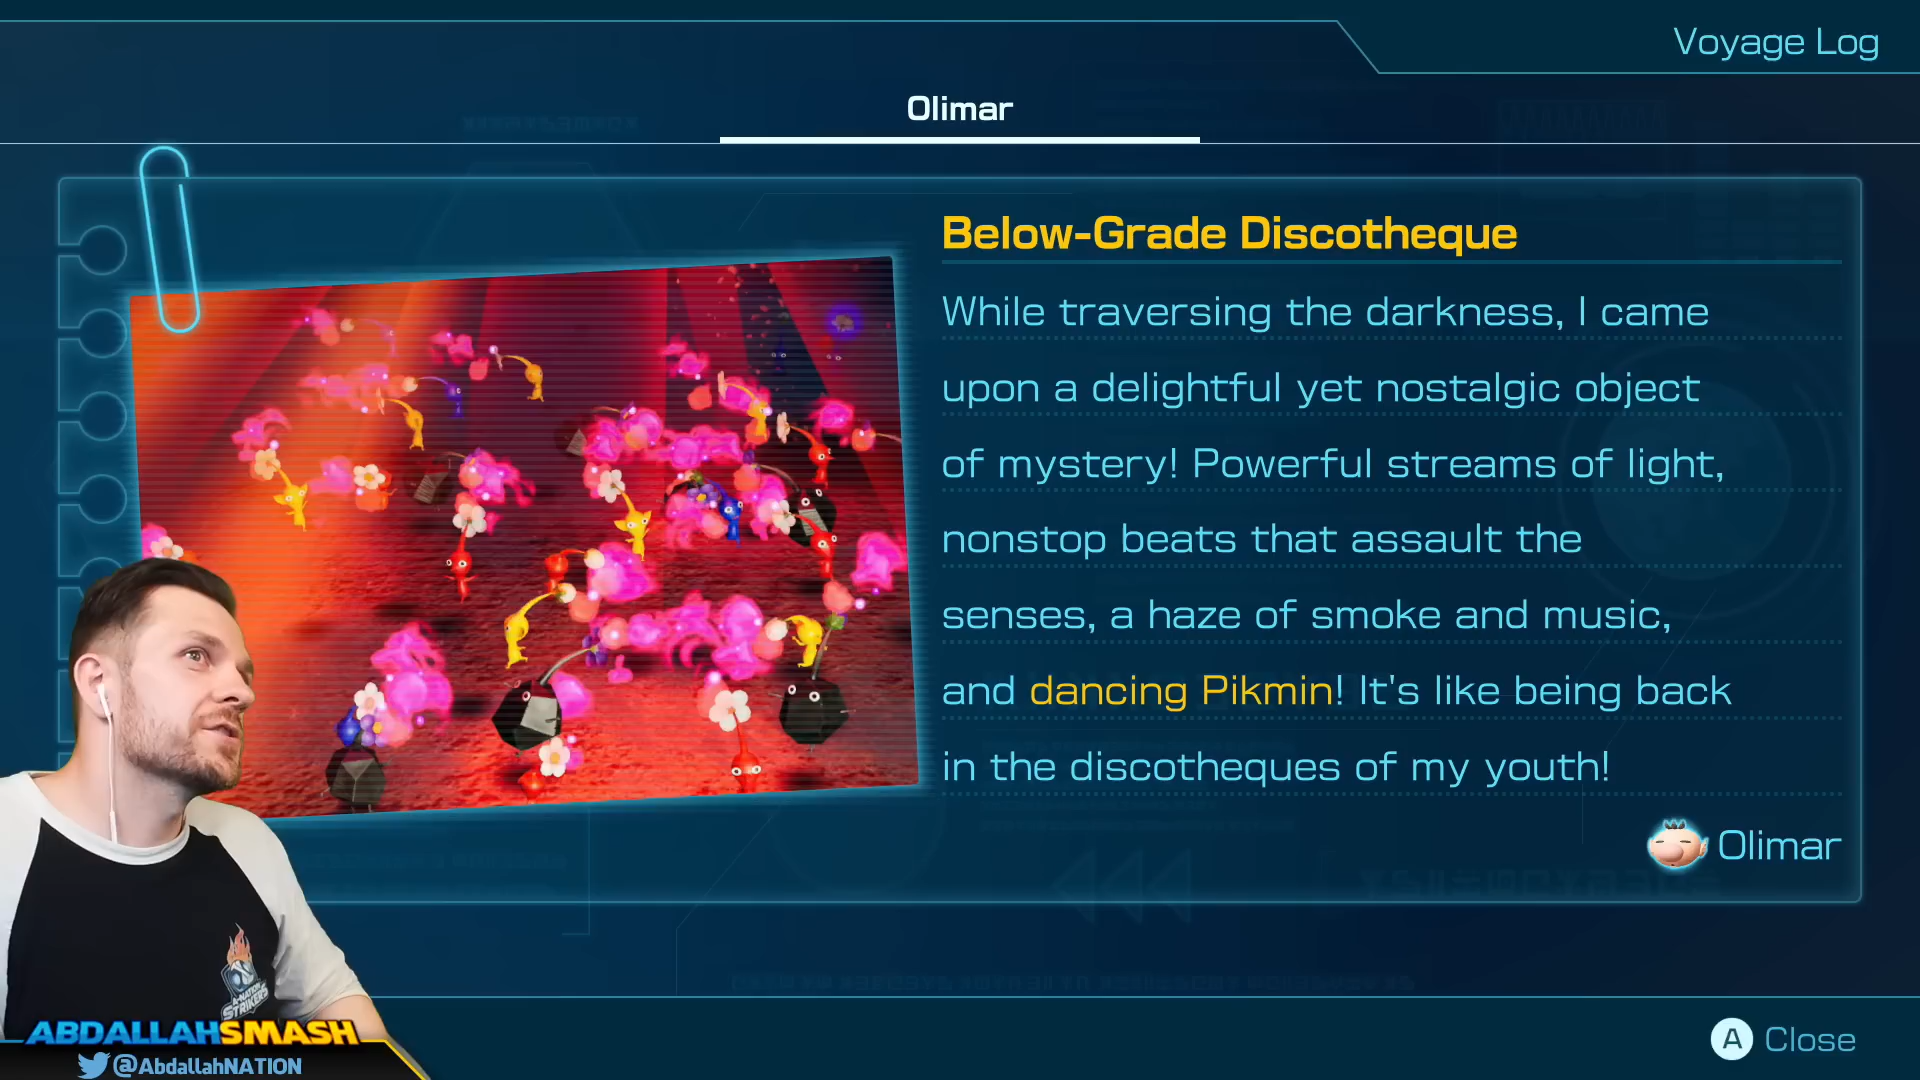 Voyage Log
Olimar
Below-Grade Discotheque
While traversing the darkness, I came
upon a delightful yet nostalgic object
of mystery! Powerful streams of light,
nonstop beats that assault the
senses, a haze of smoke and music,
and dancing Pikmin! It's like being back
in the discotheques of my youth!
Olimar
A-NATION
STRIKERS
ABDALLAHSMASH
@AbdallahNATION
A Close